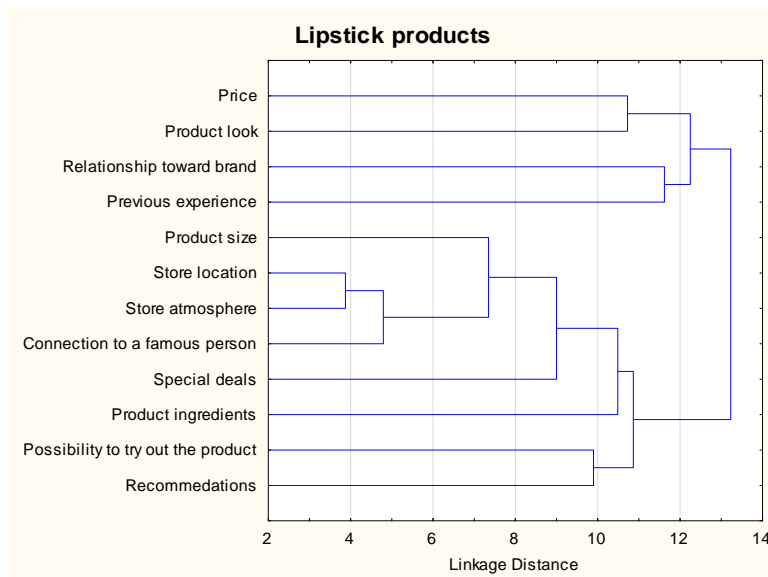 Lipstick products
Price
Product look
Relationship toward brand
Previous experience
Product size
Store location
Store atmosphere
Connection to a famous person
Special deals
Product ingredients
Possibility to try out the product
Recommedations
2 4 6 8 10 12 14
Linkage Distance